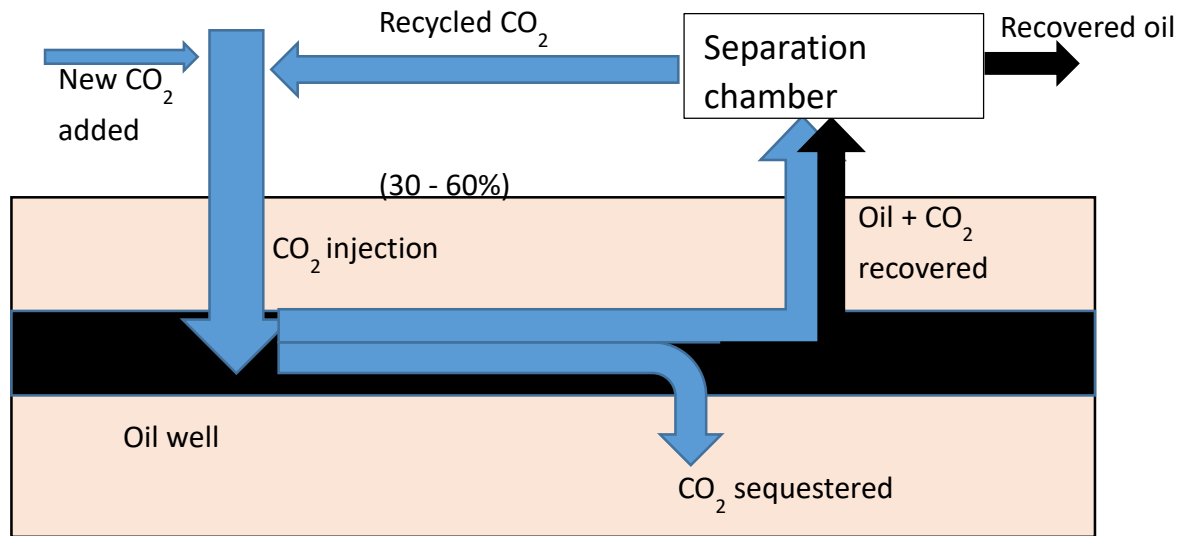 Recycled CO₂
Separation
chamber
Recovered oil
New CO₂
added
(30 - 60%)
CO₂ injection
Oil + CO₂
recovered
Oil well
CO₂ sequestered